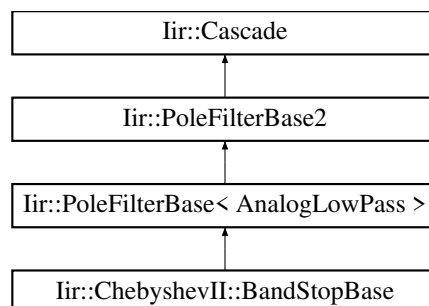 Iir::Cascade
Iir::PoleFilterBase2
Iir::PoleFilterBase< AnalogLowPass >
Iir::ChebyshevII::BandStopBase